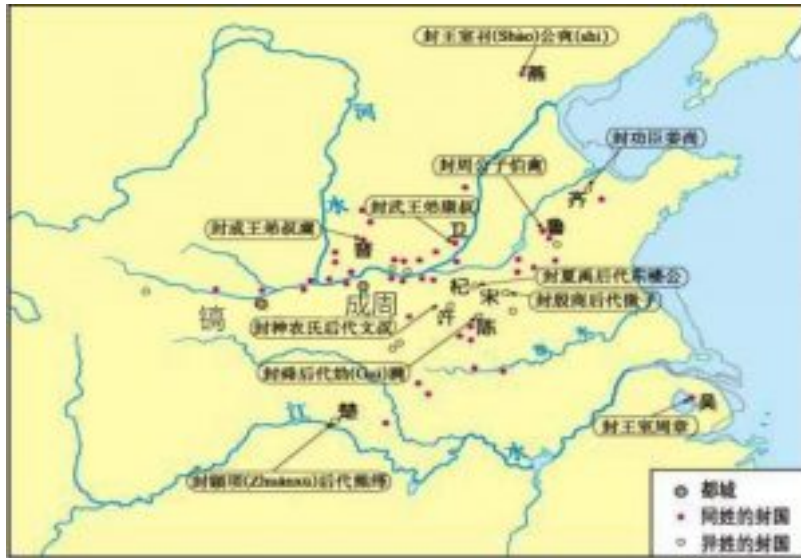 封王室召(Shào)公奭(shì)
燕
河
水
封功臣姜尚
封周公子伯禽
齐
封武王弟康叔
卫
鲁
封成王弟叔虞
晋
封夏禹后代东楼公
杞
宋
成周
镐
许
封殷商后代微子
封神农氏后代文叔
陈
封舜后代妫(Guī)满
江
楚
水
吴
封王室周章
封颛顼(Zhuānxū)后代熊绎
都城
同姓的封国
异姓的封国